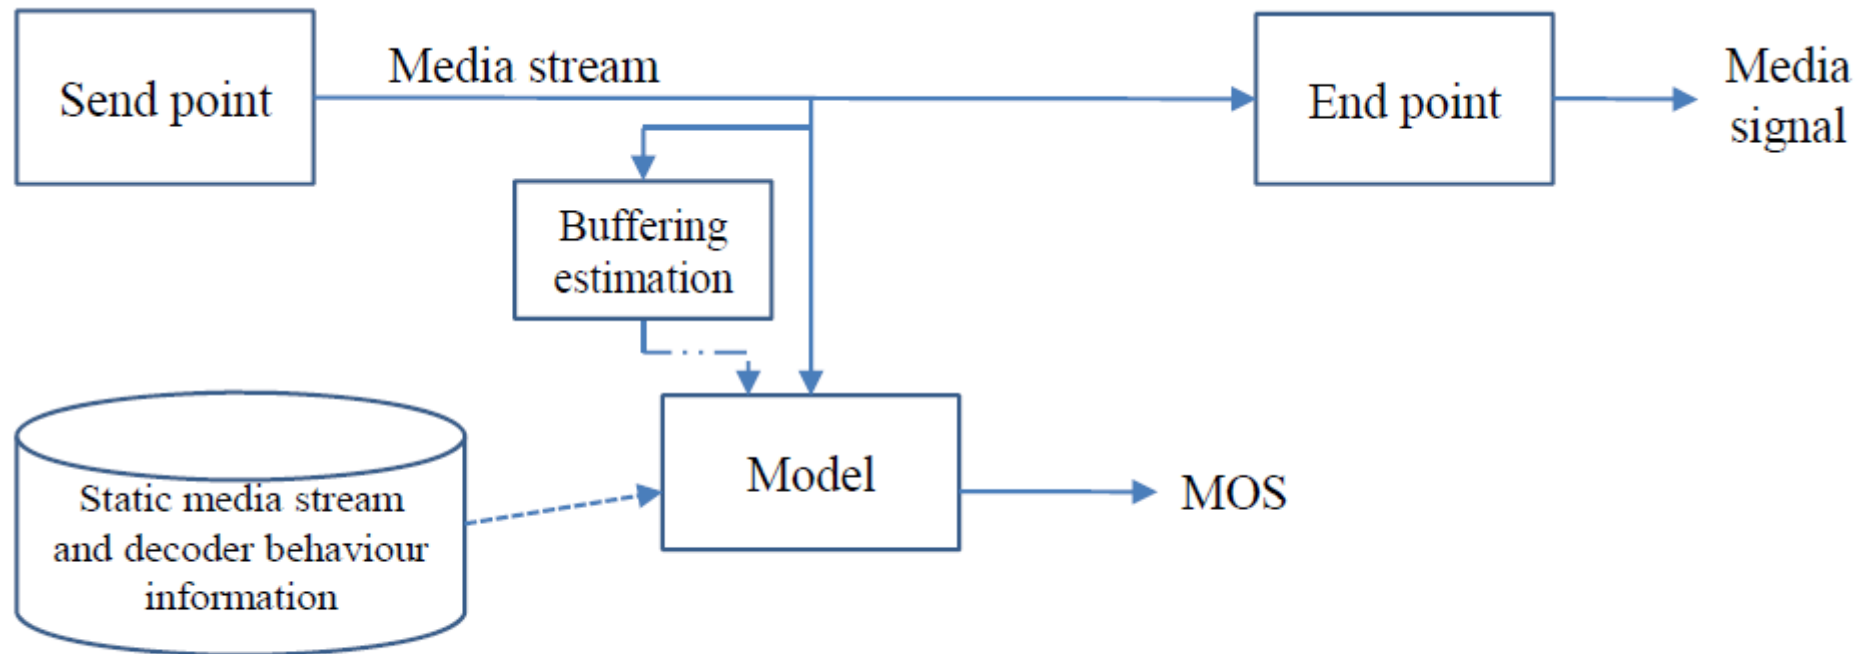 Send point
Media stream
End point
Media
signal
Buffering
estimation
Static media stream
and decoder behaviour
information
Model
MOS